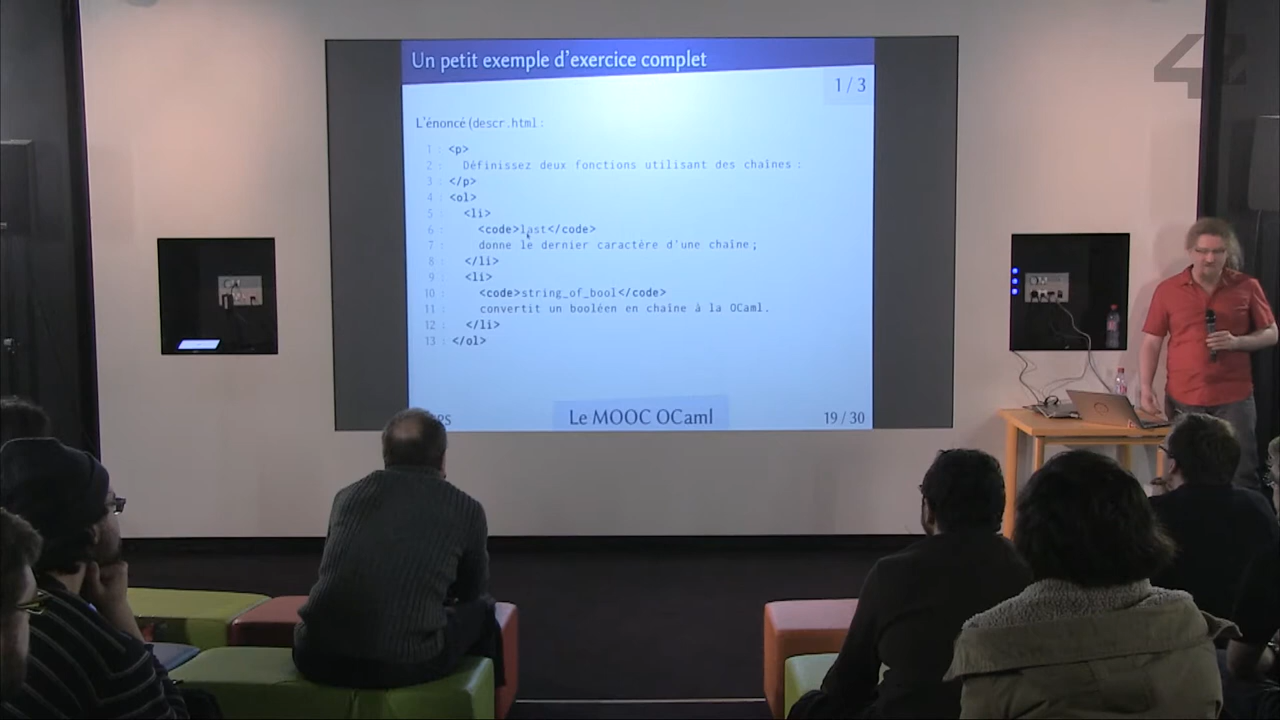 42
Un petit exemple d'exercice complet
1 / 3
L'énoncé (descr.html :
1 : <p>
2 : Définissez deux fonctions utilisant des chaînes :
3 : </p>
4 : <ol>
5 : <li>
6 : <code>last</code>
7 : donne le dernier caractère d'une chaîne ;
8 : </li>
9 : <li>
10 : <code>string_of_bool</code>
11 : convertit un booléen en chaîne à la OCaml.
12 : </li>
13 : </ol>
Le MOOC OCaml
19 / 30